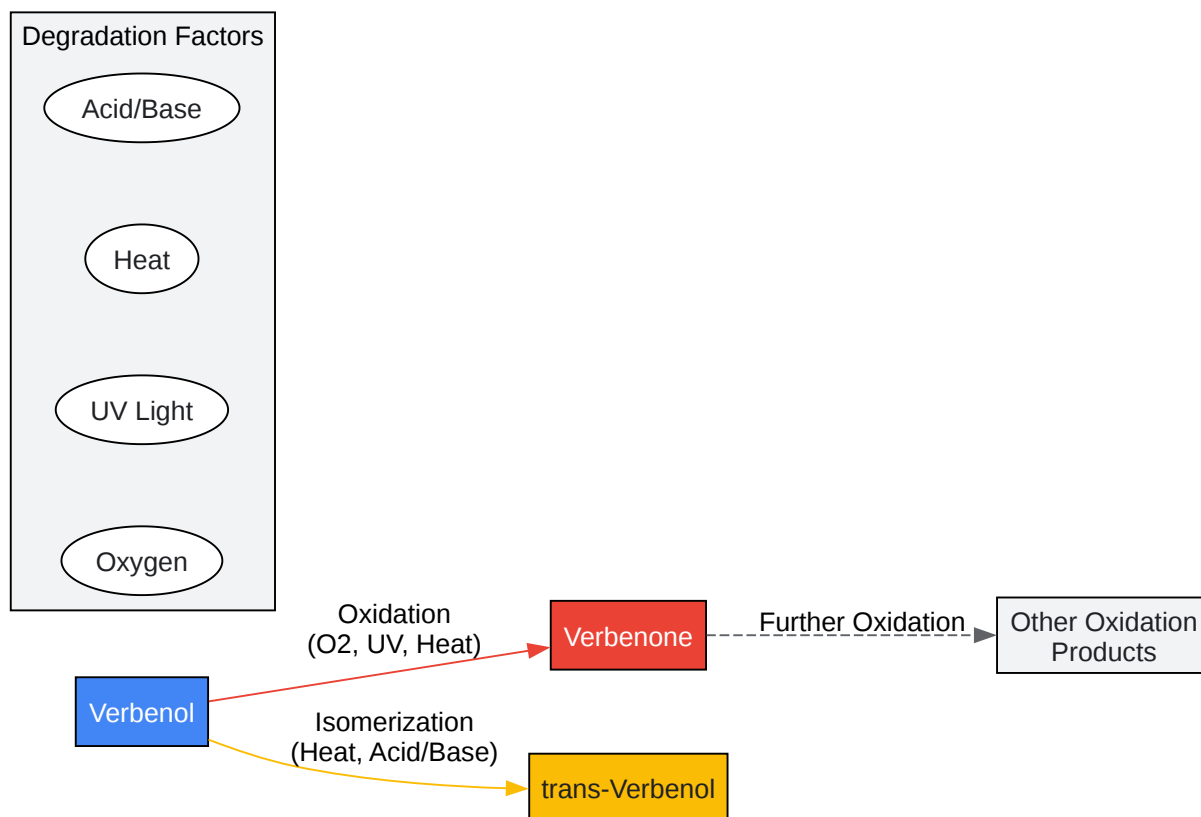 Degradation Factors
Acid/Base
Heat
UV Light
Oxygen
Oxidation
(O2, UV, Heat)
Verbenone
Further Oxidation
Other Oxidation
Products
Verbenol
Isomerization
(Heat, Acid/Base)
trans-Verbenol